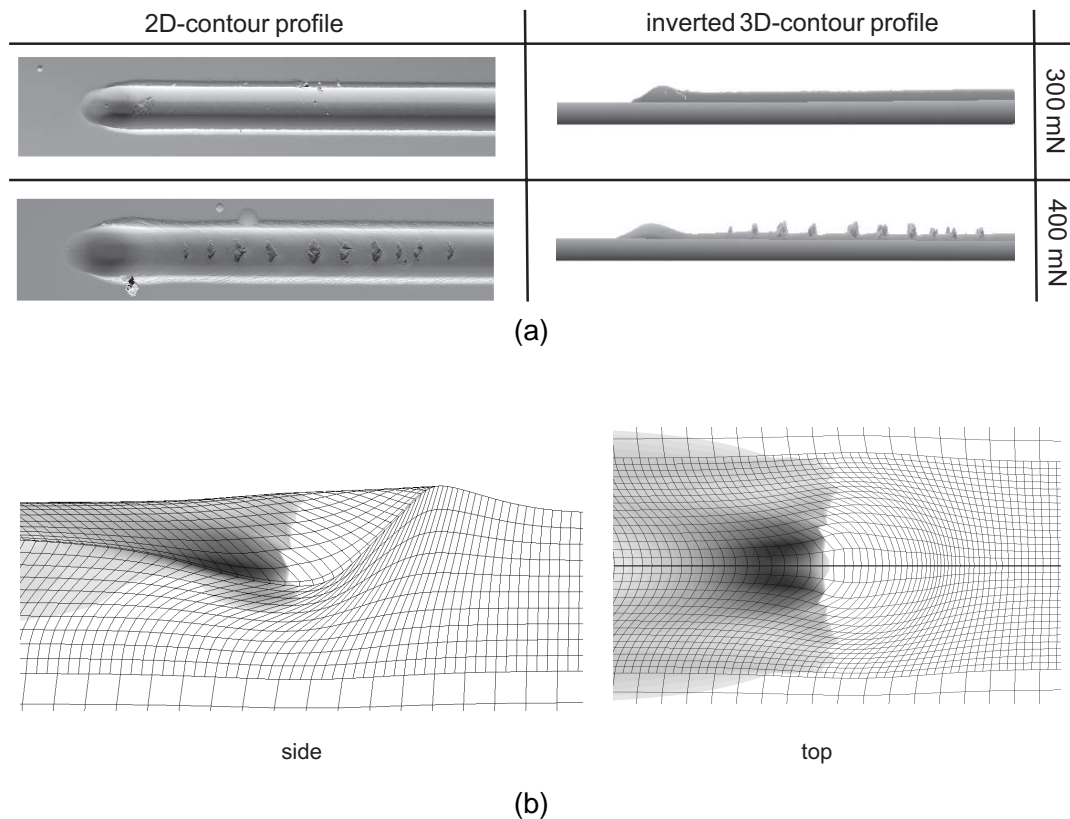 2D-contour profile
inverted 3D-contour profile
300 mN
400 mN
(a)
side
top
(b)